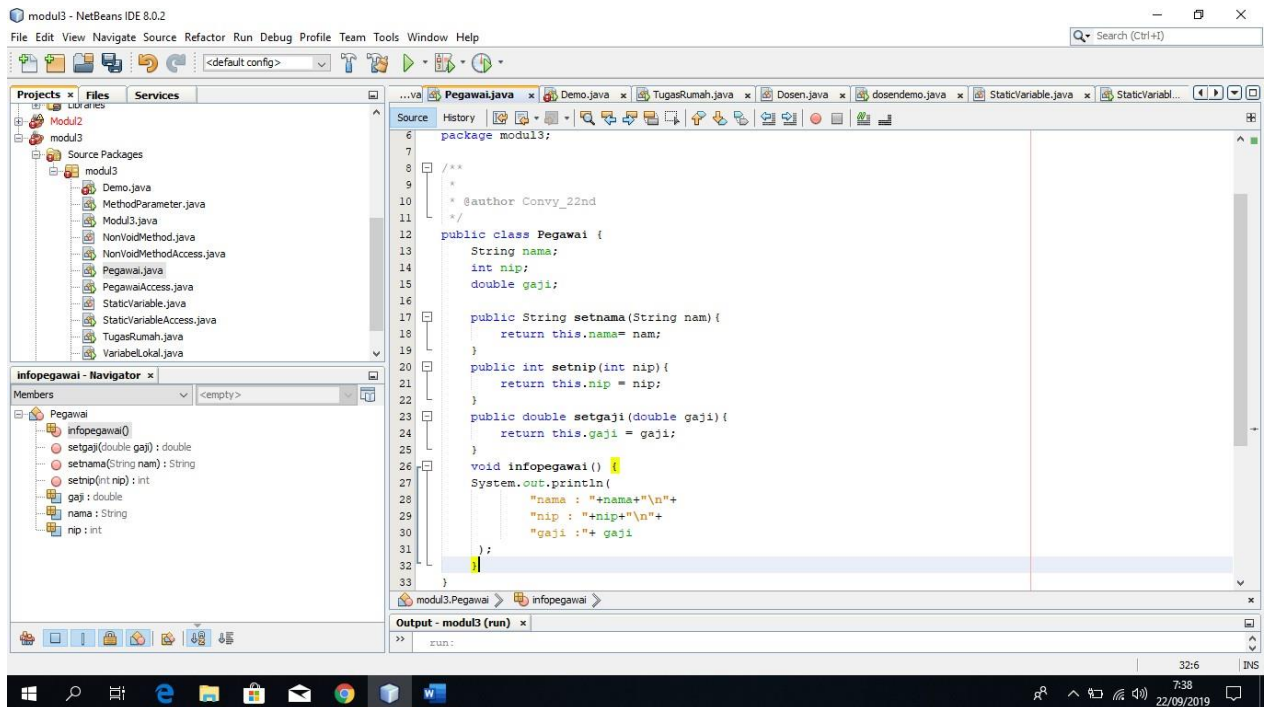 modul3 - NetBeans IDE 8.0.2
File Edit View Navigate Source Refactor Run Debug Profile Team Tools Window Help
Search (Ctrl+I)
<default config>
Projects Files Services
Libraries
Modul2
modul3
Source Packages
modul3
Demo.java
MethodParameter.java
Modul3.java
NonVoidMethod.java
NonVoidMethodAccess.java
Pegawai.java
PegawaiAccess.java
StaticVariable.java
StaticVariableAccess.java
TugasRumah.java
VariabelLokal.java
infopegawai - Navigator
Members <empty>
Pegawai
infopegawai()
setgaji(double gaji) : double
setnama(String nam) : String
setnip(int nip) : int
gaji : double
nama : String
nip : int
...va Pegawai.java Demo.java TugasRumah.java Dosen.java dosendemo.java StaticVariable.java StaticVariabl...
Source History
6 package modul3;
7
8 /**
9 *
10 * @author Convy_22nd
11 */
12 public class Pegawai {
13 String nama;
14 int nip;
15 double gaji;
16
17 public String setnama(String nam){
18 return this.nama= nam;
19 }
20 public int setnip(int nip){
21 return this.nip = nip;
22 }
23 public double setgaji(double gaji){
24 return this.gaji = gaji;
25 }
26 void infopegawai() {
27 System.out.println(
28 "nama : "+nama+"\n"+
29 "nip : "+nip+"\n"+
30 "gaji :"+ gaji
31 );
32 }
33 }
modul3.Pegawai infopegawai
Output - modul3 (run)
run:
32:6 INS
7:38
22/09/2019